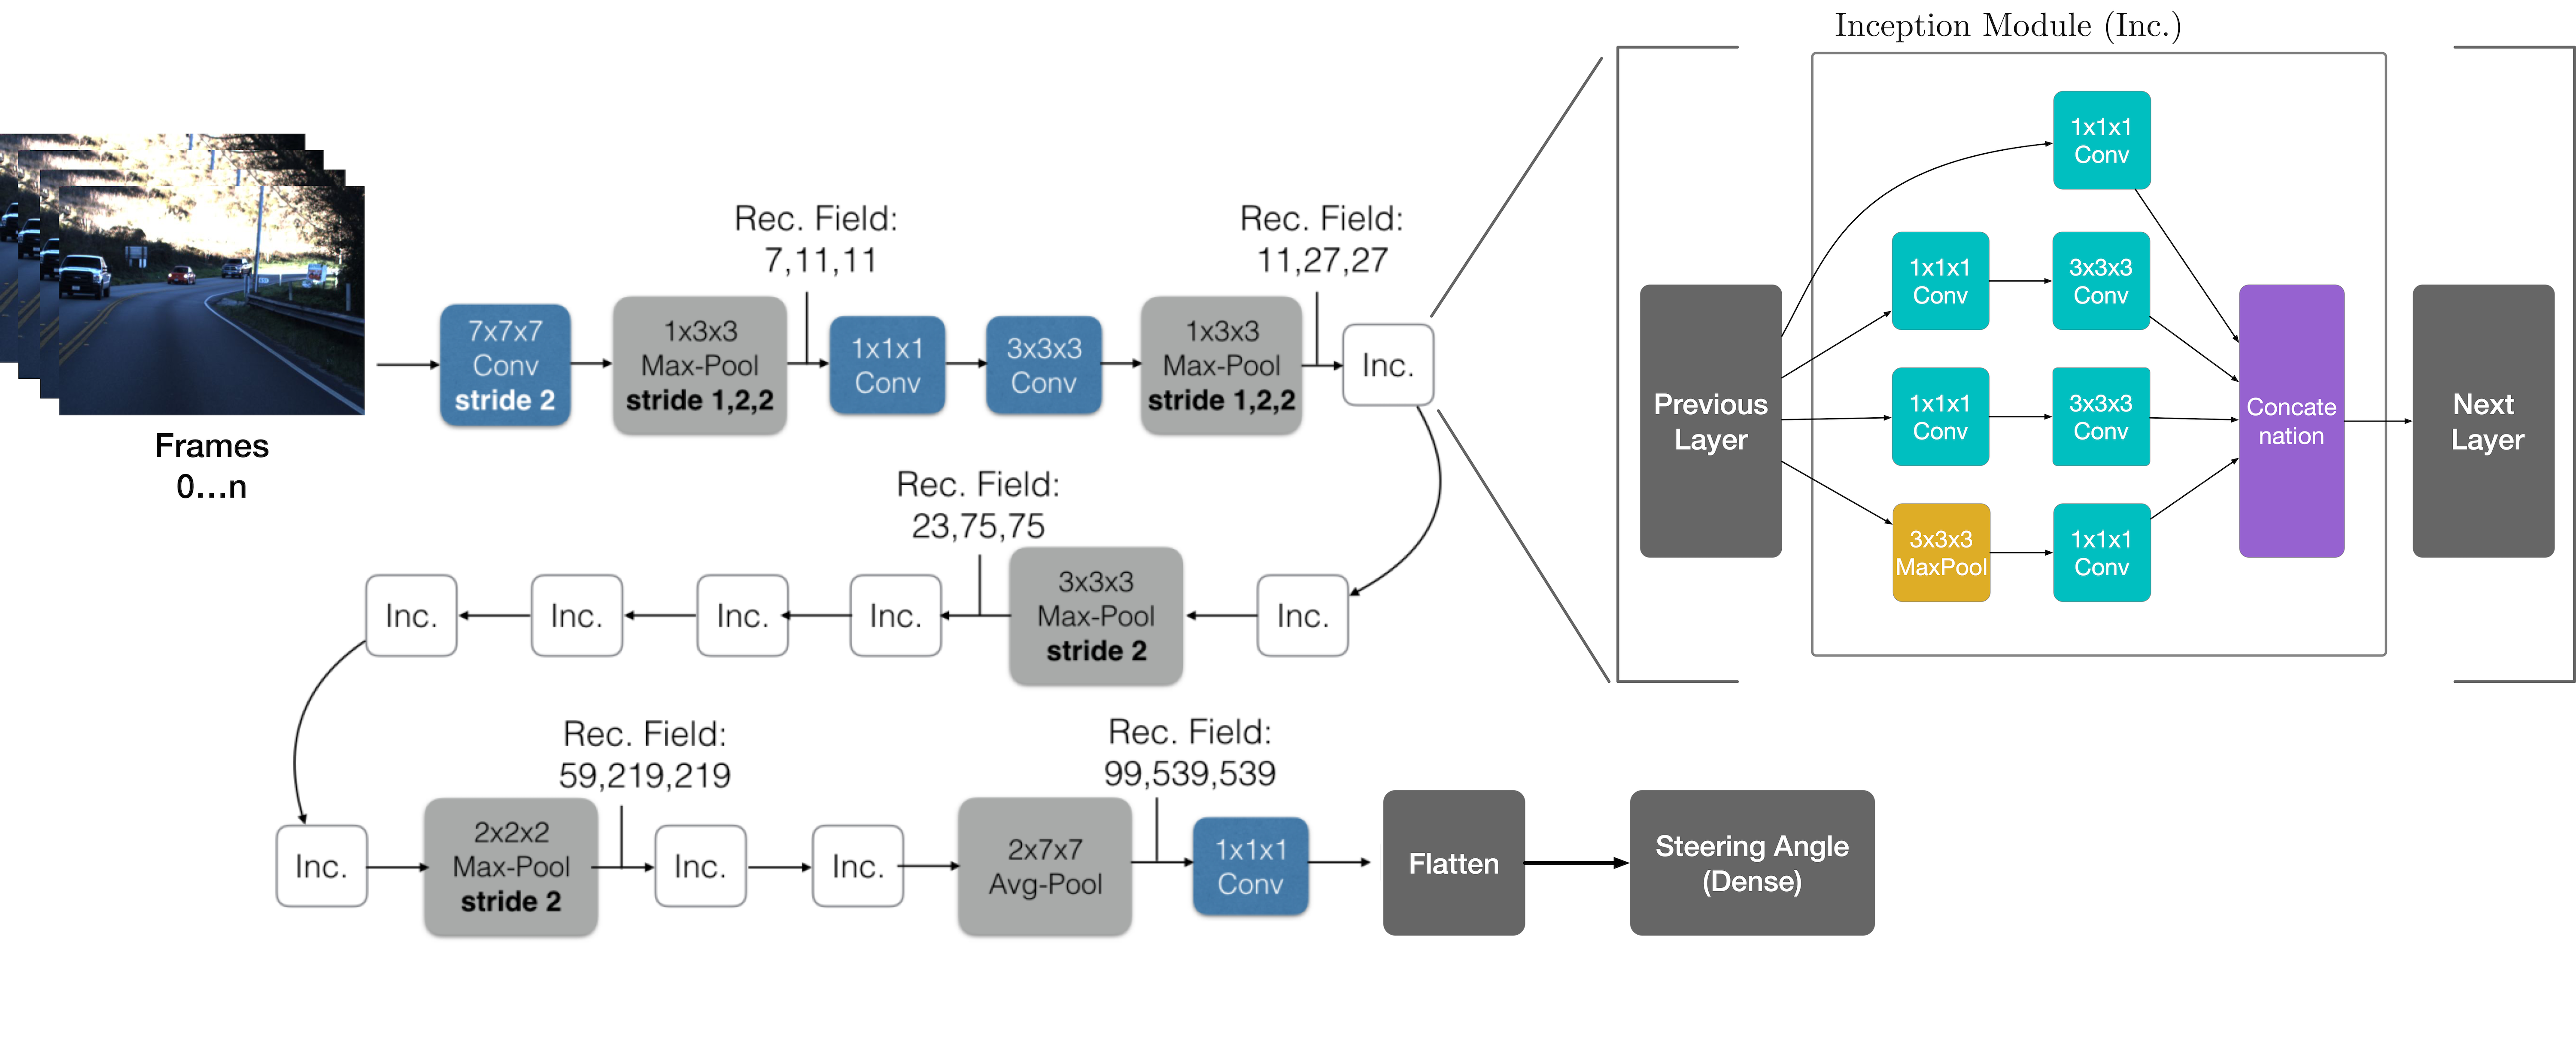 Inception Module (Inc.)
1x1x1
Conv
1x1x1
Conv
3x3x3
Conv
1x1x1
Conv
3x3x3
Conv
3x3x3
MaxPool
1x1x1
Conv
Previous
Layer
Concate
nation
Next
Layer
Frames
0...n
7x7x7
Conv
stride 2
1x3x3
Max-Pool
stride 1,2,2
Rec. Field:
7,11,11
1x1x1
Conv
3x3x3
Conv
1x3x3
Max-Pool
stride 1,2,2
Rec. Field:
11,27,27
Inc.
Inc.
3x3x3
Max-Pool
stride 2
Rec. Field:
23,75,75
Inc.
Inc.
Inc.
Inc.
Inc.
2x2x2
Max-Pool
stride 2
Rec. Field:
59,219,219
Inc.
Inc.
2x7x7
Avg-Pool
Rec. Field:
99,539,539
1x1x1
Conv
Flatten
Steering Angle
(Dense)